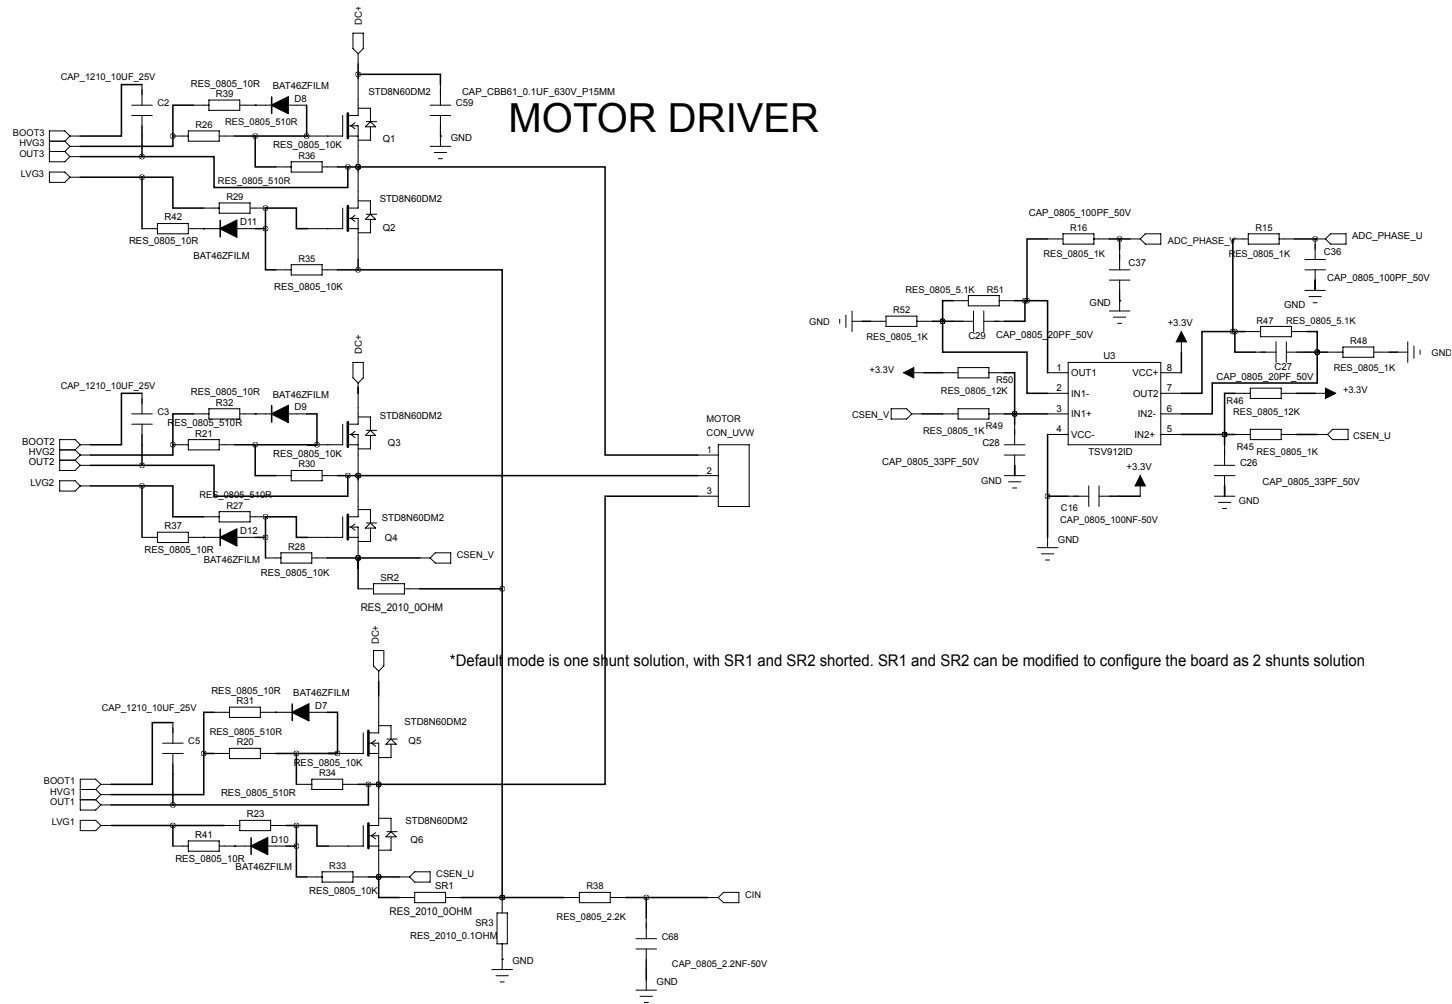 MOTOR DRIVER
DC+
CAP_1210_10UF_25V
C2
RES_0805_10R
R39
BAT46ZFILM
D8
STD8N60DM2
Q1
CAP_CBB61_0.1UF_630V_P15MM
C59
GND
RES_0805_510R
R26
RES_0805_10K
R36
BOOT3
HVG3
OUT3
LVG3
RES_0805_510R
R29
STD8N60DM2
Q2
R42
RES_0805_10R
D11
BAT46ZFILM
R35
RES_0805_10K
DC+
CAP_1210_10UF_25V
C3
RES_0805_10R
R32
BAT46ZFILM
D9
STD8N60DM2
Q3
RES_0805_510R
R21
RES_0805_10K
R30
BOOT2
HVG2
OUT2
LVG2
RES_0805_510R
R27
STD8N60DM2
Q4
R37
RES_0805_10R
D12
BAT46ZFILM
R28
RES_0805_10K
CSEN_V
SR2
RES_2010_0OHM
MOTOR
CON_UVW
1
2
3
*Default mode is one shunt solution, with SR1 and SR2 shorted. SR1 and SR2 can be modified to configure the board as 2 shunts solution
DC+
CAP_1210_10UF_25V
C5
RES_0805_10R
R31
BAT46ZFILM
D7
STD8N60DM2
Q5
RES_0805_510R
R20
RES_0805_10K
R34
BOOT1
HVG1
OUT1
LVG1
RES_0805_510R
R23
STD8N60DM2
Q6
R41
RES_0805_10R
D10
BAT46ZFILM
R33
RES_0805_10K
CSEN_U
SR1
RES_2010_0OHM
SR3
RES_2010_0.1OHM
GND
R38
RES_0805_2.2K
CIN
C68
CAP_0805_2.2NF-50V
GND
CAP_0805_100PF_50V
R16
RES_0805_1K
ADC_PHASE_V
C37
GND
R15
RES_0805_1K
ADC_PHASE_U
C36
CAP_0805_100PF_50V
GND
RES_0805_5.1K
R51
R52
GND
RES_0805_1K
C29
CAP_0805_20PF_50V
R47
RES_0805_5.1K
R48
GND
RES_0805_1K
C27
CAP_0805_20PF_50V
+3.3V
+3.3V
R50
RES_0805_12K
CSEN_V
R49
RES_0805_1K
C28
CAP_0805_33PF_50V
GND
U3
1
OUT1
VCC+
8
2
IN1-
OUT2
7
3
IN1+
IN2-
6
4
VCC-
IN2+
5
TSV912ID
+3.3V
R46
RES_0805_12K
CSEN_U
R45
RES_0805_1K
C26
CAP_0805_33PF_50V
GND
+3.3V
C16
CAP_0805_100NF-50V
GND